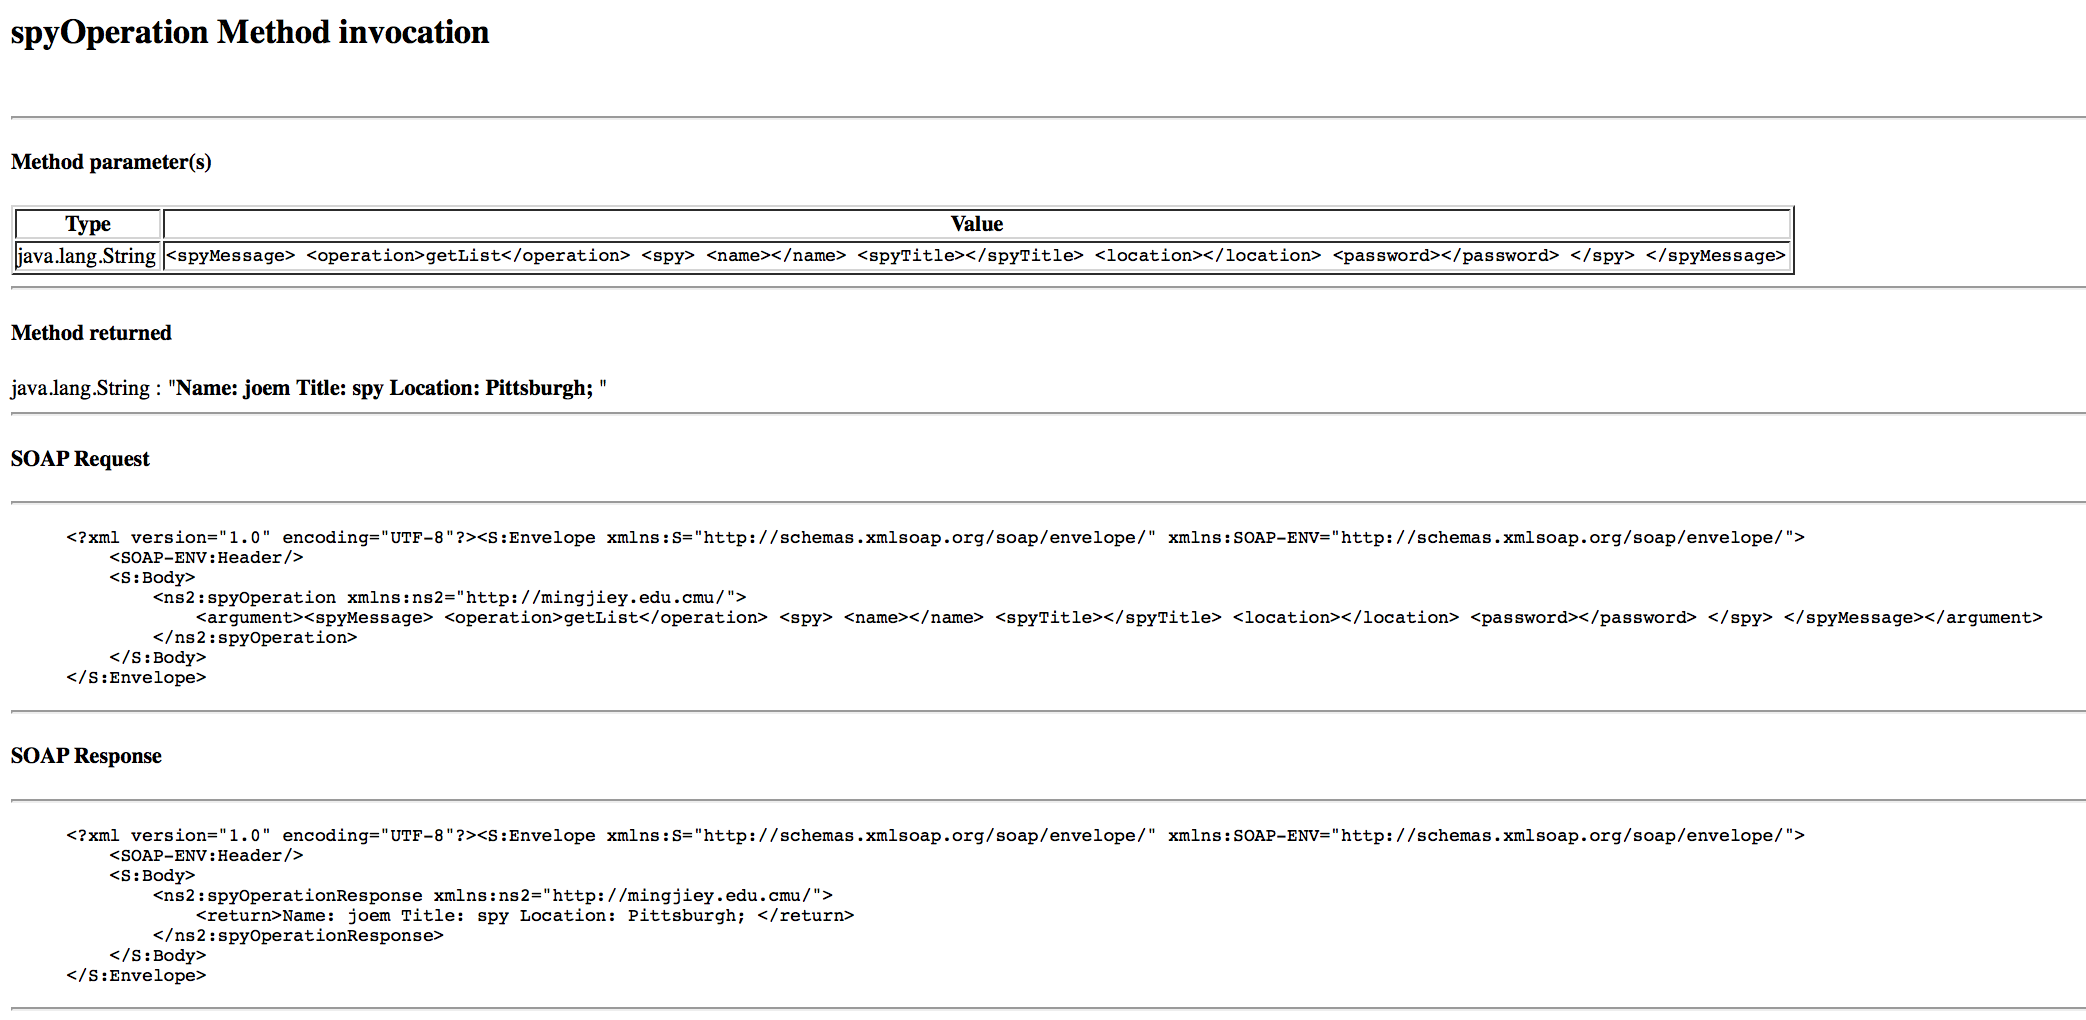 spyOperation Method invocation
Method parameter(s)
Type Value
java.lang.String <spyMessage> <operation>getList</operation> <spy> <name></name> <spyTitle></spyTitle> <location></location> <password></password> </spy> </spyMessage>
Method returned
java.lang.String : "Name: joem Title: spy Location: Pittsburgh; "
SOAP Request
<?xml version="1.0" encoding="UTF-8"?><S:Envelope xmlns:S="http://schemas.xmlsoap.org/soap/envelope/" xmlns:SOAP-ENV="http://schemas.xmlsoap.org/soap/envelope/">
<SOAP-ENV:Header/>
<S:Body>
<ns2:spyOperation xmlns:ns2="http://mingjiey.edu.cmu/">
<argument><spyMessage> <operation>getList</operation> <spy> <name></name> <spyTitle></spyTitle> <location></location> <password></password> </spy> </spyMessage></argument>
</ns2:spyOperation>
</S:Body>
</S:Envelope>
SOAP Response
<?xml version="1.0" encoding="UTF-8"?><S:Envelope xmlns:S="http://schemas.xmlsoap.org/soap/envelope/" xmlns:SOAP-ENV="http://schemas.xmlsoap.org/soap/envelope/">
<SOAP-ENV:Header/>
<S:Body>
<ns2:spyOperationResponse xmlns:ns2="http://mingjiey.edu.cmu/">
<return>Name: joem Title: spy Location: Pittsburgh; </return>
</ns2:spyOperationResponse>
</S:Body>
</S:Envelope>